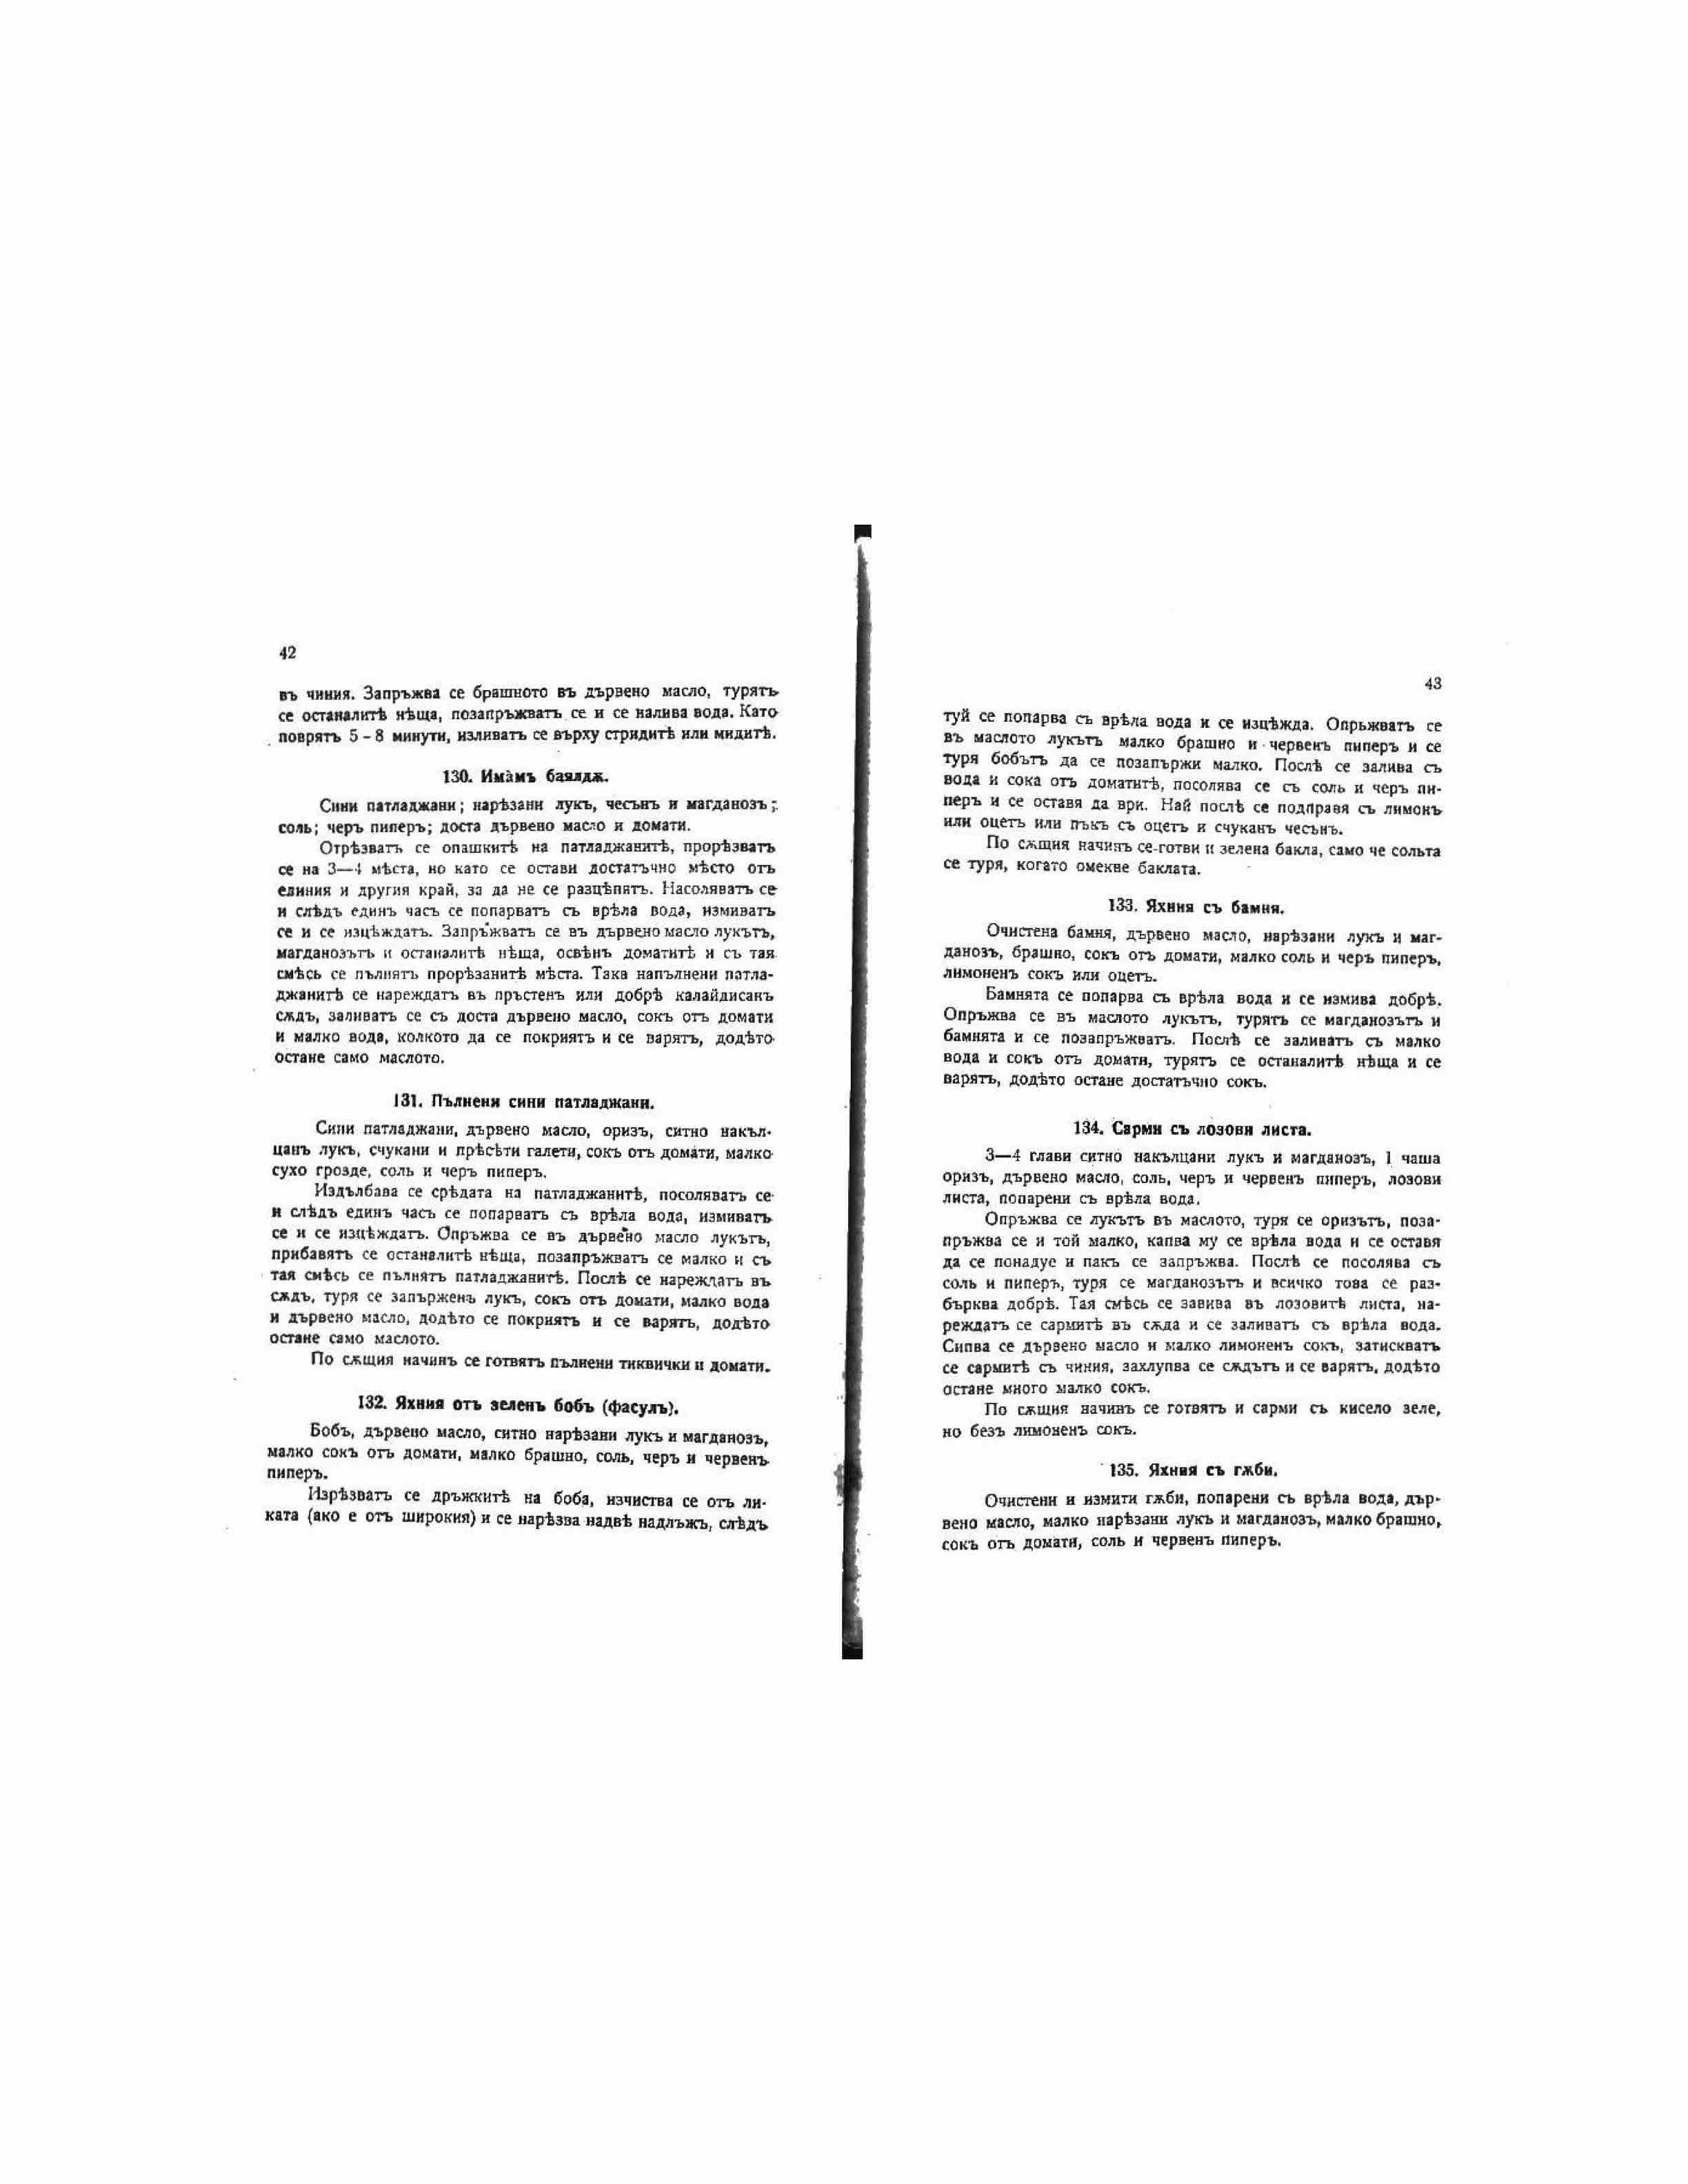 42
въ чиния. Запръжва се брашното въ дървено масло, турятъ
се останалитѣ нѣща, позапръжватъ се и се налива вода. Като
поврятъ 5 - 8 минути, изливатъ се върху стридитѣ или мидитѣ.
130. Имамъ баялдж.
Сини патладжани; нарѣзани лукъ, чесънъ и магданозъ;
соль; черъ пиперъ; доста дървено масло и домати.
Отрѣзватъ се опашкитѣ на патладжанитѣ, прорѣзватъ
се на 3—4 мѣста, но като се остави достатъчно мѣсто отъ
единия и другия край, за да не се разцѣпятъ. Насоляватъ се
и слѣдъ единъ часъ се попарватъ съ врѣла вода, измиватъ
се и се изцѣждатъ. Запръжватъ се въ дървено масло лукътъ,
магданозътъ и останалитѣ нѣща, освѣнъ доматитѣ и съ тая
смѣсь се пълнятъ прорѣзанитѣ мѣста. Така напълнени патла-
джанитѣ се нареждатъ въ пръстенъ или добрѣ калайдисанъ
сѫдъ, заливатъ се съ доста дървено масло, сокъ отъ домати
и малко вода, колкото да се покриятъ и се варятъ, додѣто
остане само маслото.
131. Пълнени сини патладжани.
Сини патладжани, дървено масло, оризъ, ситно накъл-
цанъ лукъ, счукани и прѣсѣти галети, сокъ отъ домати, малко
сухо грозде, соль и черъ пиперъ.
Издълбава се срѣдата на патладжанитѣ, посоляватъ се
и слѣдъ единъ часъ се попарватъ съ врѣла вода, измиватъ
се и се изцѣждатъ. Опръжва се въ дървено масло лукътъ,
прибавятъ се останалитѣ нѣща, позапръжватъ се малко и съ
тая смѣсь се пълнятъ патладжанитѣ. Послѣ се нареждатъ въ
сѫдъ, туря се запърженъ лукъ, сокъ отъ домати, малко вода
и дървено масло, додѣто се покриятъ и се варятъ, додѣто
остане само маслото.
По сѫщия начинъ се готвятъ пълнени тиквички и домати.
132. Яхния отъ зеленъ бобъ (фасулъ).
Бобъ, дървено масло, ситно нарѣзани лукъ и магданозъ,
малко сокъ отъ домати, малко брашно, соль, черъ и червенъ
пиперъ.
Изрѣзватъ се дръжкитѣ на боба, изчиства се отъ ли-
ката (ако е отъ широкия) и се нарѣзва надвѣ надлъжъ, слѣдъ
43
туй се попарва съ врѣла вода и се изцѣжда. Опръжватъ се
въ маслото лукътъ малко брашно и червенъ пиперъ и се
туря бобътъ да се позапържи малко. Послѣ се залива съ
вода и сока отъ доматитѣ, посолява се съ соль и черъ пи-
перъ и се оставя да ври. Най послѣ се подправя съ лимонъ
или оцетъ или пъкъ съ оцетъ и счуканъ чесънъ.
По сѫщия начинъ се готви и зелена бакла, само че сольта
се туря, когато омекне баклата.
133. Яхния съ бамня.
Очистена бамня, дървено масло, нарѣзани лукъ и маг-
данозъ, брашно, сокъ отъ домати, малко соль и черъ пиперъ,
лимоненъ сокъ или оцетъ.
Бамнята се попарва съ врѣла вода и се измива добрѣ.
Опръжва се въ маслото лукътъ, турятъ се магданозътъ и
бамнята и се позапръжватъ. Послѣ се заливатъ съ малко
вода и сокъ отъ домати, турятъ се останалитѣ нѣща и се
варятъ, додѣто остане достатъчно сокъ.
134. Сарми съ лозови листа.
3—4 глави ситно накълцани лукъ и магданозъ, 1 чаша
оризъ, дървено масло, соль, черъ и червенъ пиперъ, лозови
листа, попарени съ врѣла вода.
Опръжва се лукътъ въ маслото, туря се оризътъ, поза-
пръжва се и той малко, капва му се врѣла вода и се оставя
да се понадуе и пакъ се запръжва. Послѣ се посолява съ
соль и пиперъ, туря се магданозътъ и всичко това се раз-
бърква добрѣ. Тая смѣсь се завива въ лозовитѣ листа, на-
реждатъ се сармитѣ въ сѫда и се заливатъ съ врѣла вода.
Сипва се дървено масло и малко лимоненъ сокъ, затискватъ
се сармитѣ съ чиния, захлупва се сѫдътъ и се варятъ, додѣто
остане много малко сокъ.
По сѫщия начинъ се готвятъ и сарми съ кисело зеле,
но безъ лимоненъ сокъ.
135. Яхния съ гѫби.
Очистени и измити гѫби, попарени съ врѣла вода, дър-
вено масло, малко нарѣзани лукъ и магданозъ, малко брашно,
сокъ отъ домати, соль и червенъ пиперъ.